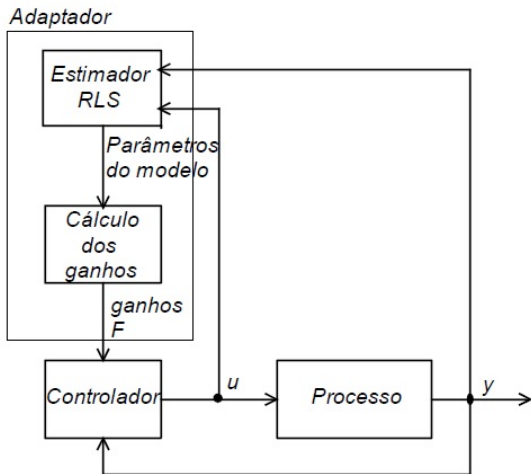 Adaptador
Estimador
RLS
Parâmetros
do modelo
Cálculo
dos
ganhos
ganhos
F
Controlador
u
Processo
y